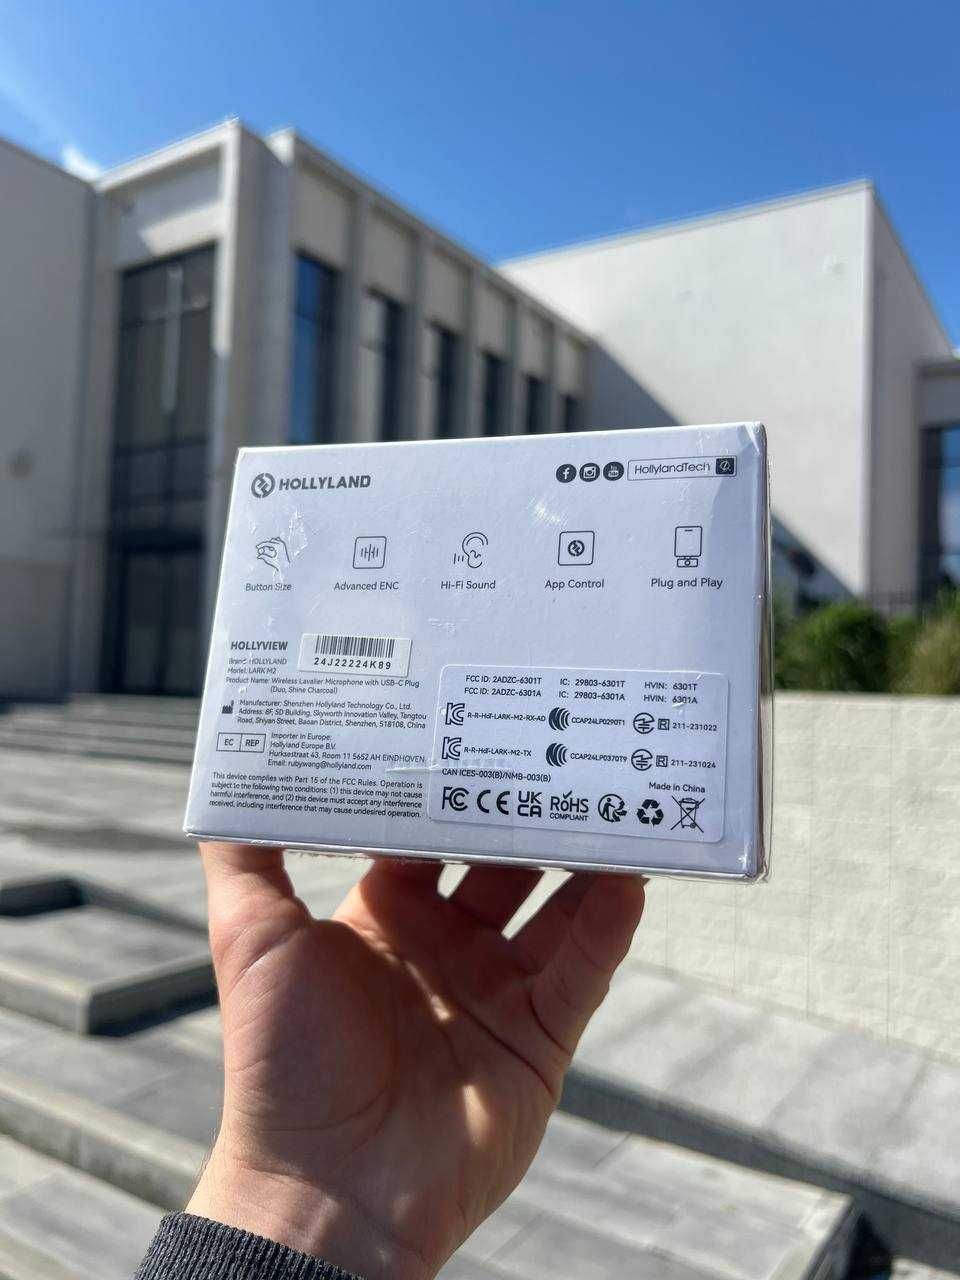 HOLLYLAND
HollylandTech
Button Size
Advanced ENC
Hi-Fi Sound
App Control
Plug and Play
HOLLYVIEW
24J22224K89
Brand: HOLLYLAND
Model: LARK M2
Product Name: Wireless Lavalier Microphone with USB-C Plug
(Duo, Shine Charcoal)
Manufacturer: Shenzhen Hollyland Technology Co., Ltd.
Address: 8F, 5D Building, Skyworth Innovation Valley, Tangtou
Road, Shiyan Street, Baoan District, Shenzhen, 518108, China
EC REP
Importer in Europe:
Hollyland Europe B.V.
Hurksestraat 43, Room 11 5652 AH EINDHOVEN
Email: rubywang@hollyland.com
This device complies with Part 15 of the FCC Rules. Operation is
subject to the following two conditions: (1) this device may not cause
harmful interference, and (2) this device must accept any interference
received, including interference that may cause undesired operation.
FCC ID: 2ADZC-6301T IC: 29803-6301T HVIN: 6301T
FCC ID: 2ADZC-6301A IC: 29803-6301A HVIN: 6301A
R-R-Hdl-LARK-M2-RX-AD CCAP24LP0290T1 R 211-231022
R-R-Hdl-LARK-M2-TX CCAP24LP0370T9 R 211-231024
CAN ICES-003(B)/NMB-003(B)
Made in China
FC CE UK CA RoHS COMPLIANT